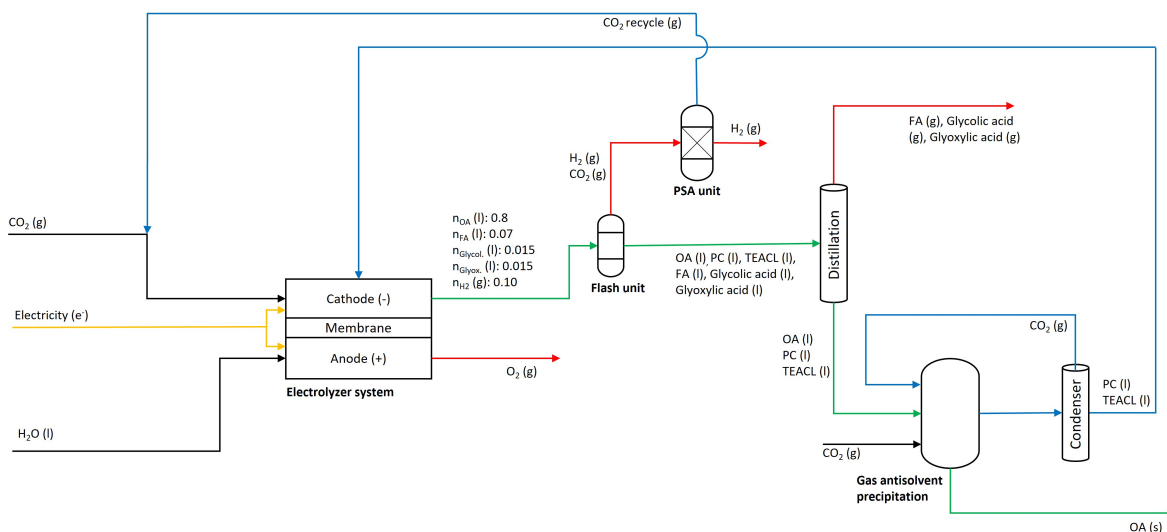 CO₂ recycle (g)
FA (g), Glycolic acid
(g), Glyoxylic acid (g)
H₂ (g)
H₂ (g)
CO₂ (g)
PSA unit
CO₂ (g)
n_OA (l): 0.8
n_FA (l): 0.07
n_Glycol. (l): 0.015
n_Glyox. (l): 0.015
n_H2 (g): 0.10
Distillation
OA (l), PC (l), TEACL (l),
FA (l), Glycolic acid (l),
Glyoxylic acid (l)
Flash unit
Cathode (-)
Membrane
Anode (+)
Electrolyzer system
Electricity (e⁻)
O₂ (g)
H₂O (l)
CO₂ (g)
OA (l)
PC (l)
TEACL (l)
PC (l)
TEACL (l)
Condenser
CO₂ (g)
Gas antisolvent
precipitation
OA (s)